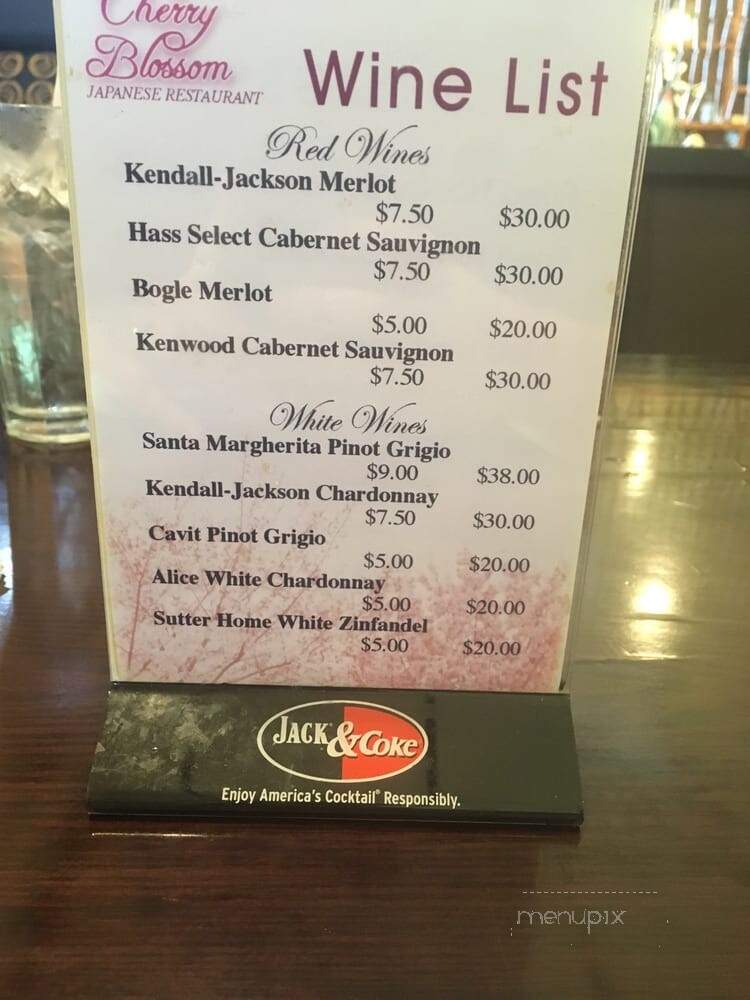 Cherry
Blossom
JAPANESE RESTAURANT
Wine List
Red Wines
Kendall-Jackson Merlot
$7.50 $30.00
Hass Select Cabernet Sauvignon
$7.50 $30.00
Bogle Merlot
$5.00 $20.00
Kenwood Cabernet Sauvignon
$7.50 $30.00
White Wines
Santa Margherita Pinot Grigio
$9.00 $38.00
Kendall-Jackson Chardonnay
$7.50 $30.00
Cavit Pinot Grigio
$5.00 $20.00
Alice White Chardonnay
$5.00 $20.00
Sutter Home White Zinfandel
$5.00 $20.00
JACK & COKE
Enjoy America's Cocktail® Responsibly.
menupix